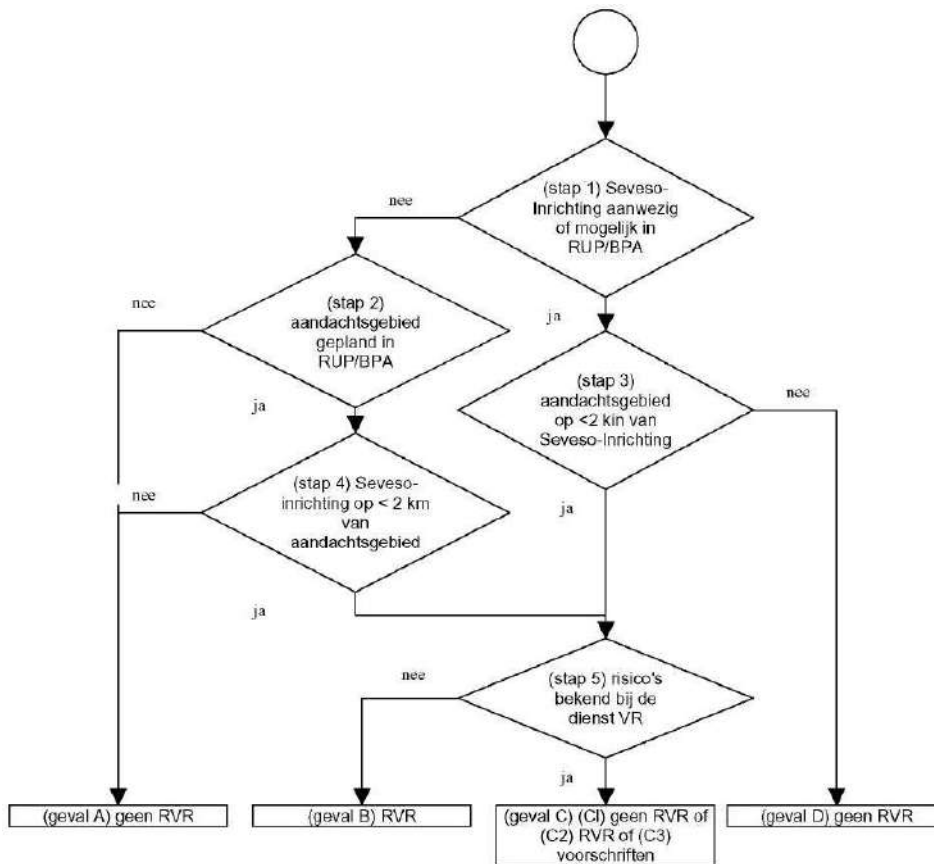 (stap 1) Seveso-
Inrichting aanwezig
of mogelijk in
RUP/BPA
nee
ja
(stap 2)
aandachtsgebied
gepland in
RUP/BPA
nee
ja
(stap 3)
aandachtsgebied
op <2 kin van
Seveso-Inrichting
nee
ja
(stap 4) Seveso-
inrichting op < 2 km
van
aandachtsgebied
nee
ja
(stap 5) risico's
bekend bij de
dienst VR
nee
ja
(geval A) geen RVR
(geval B) RVR
(geval C) (CI) geen RVR of
(C2) RVR of (C3)
voorschriften
(geval D) geen RVR